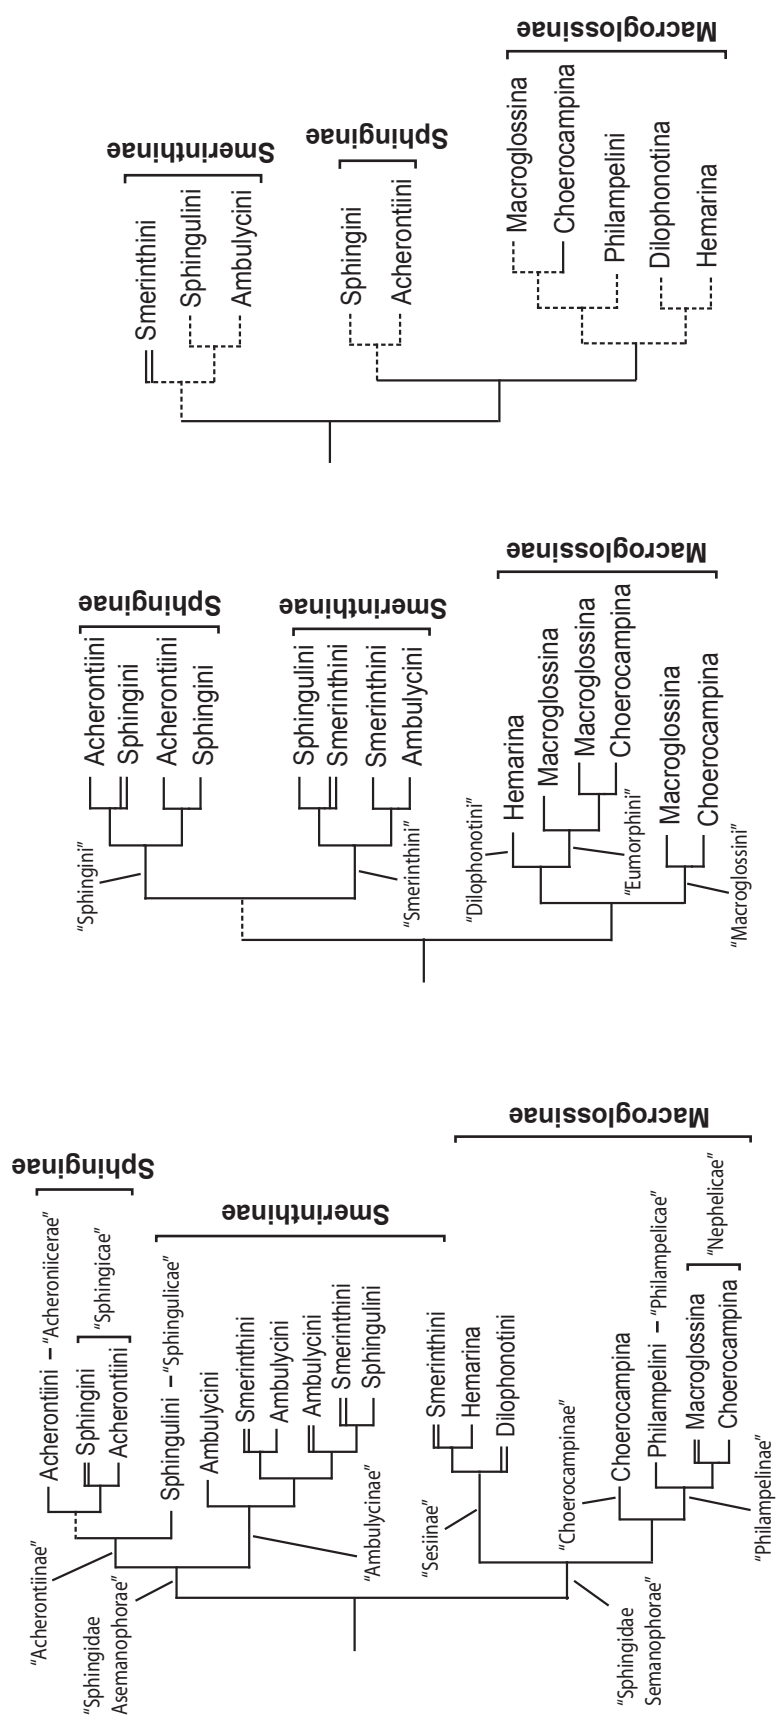 Smerinthini
Sphingulini
Ambulycini
Smerinthinae
Sphingini
Acherontiini
Sphinginae
Macroglossina
Choerocampina
Philampelini
Dilophonotina
Hemarina
Macroglossinae
Acherontiini
Sphingini
Acherontiini
Sphingini
Sphinginae
“Sphingini”
Sphingulini
Smerinthini
Smerinthini
Ambulycini
Smerinthinae
“Smerinthini”
“Dilophonotini”
Hemarina
Macroglossina
Macroglossina
Choerocampina
“Eumorphini”
Macroglossina
Choerocampina
“Macroglossini”
Macroglossinae
Acherontiini – “Acheroniicerae”
Sphingini
Acherontiini
“Sphingicae”
Sphinginae
“Acherontiinae”
Sphingulini – “Sphingulicae”
“Sphingidae
Asemanophorae”
Ambulycini
Smerinthini
Ambulycini
Ambulycini
Smerinthini
Sphingulini
“Ambulycinae”
Smerinthinae
Smerinthini
Hemarina
Dilophonotini
“Sesiinae”
“Choerocampinae”
Choerocampina
Philampelini – “Philampelicae”
Macroglossina
Choerocampina
“Nephelicae”
“Philampelinae”
“Sphingidae
Semanophorae”
Macroglossinae